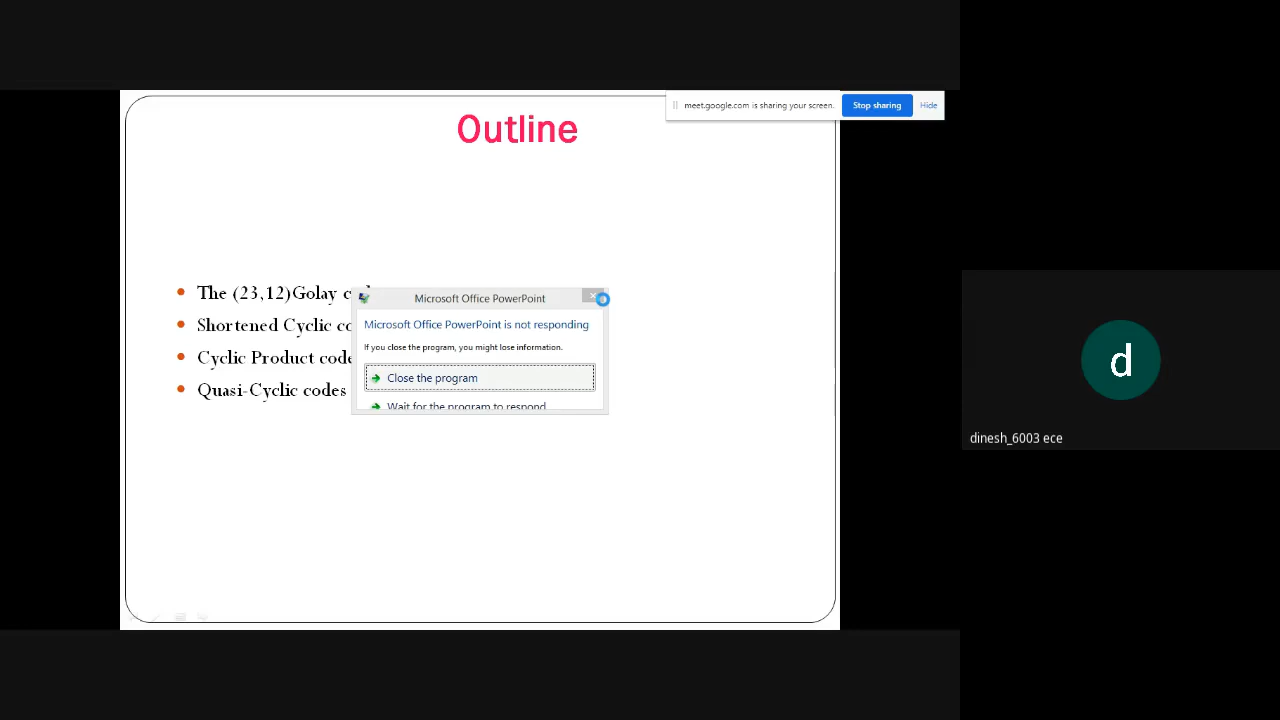 meet.google.com is sharing your screen. Stop sharing Hide
Outline
The (23,12)Golay
Shortened Cyclic
Cyclic Product code
Quasi-Cyclic codes
Microsoft Office PowerPoint
Microsoft Office PowerPoint is not responding
If you close the program, you might lose information.
Close the program
Wait for the program to respond
d
dinesh_6003 ece